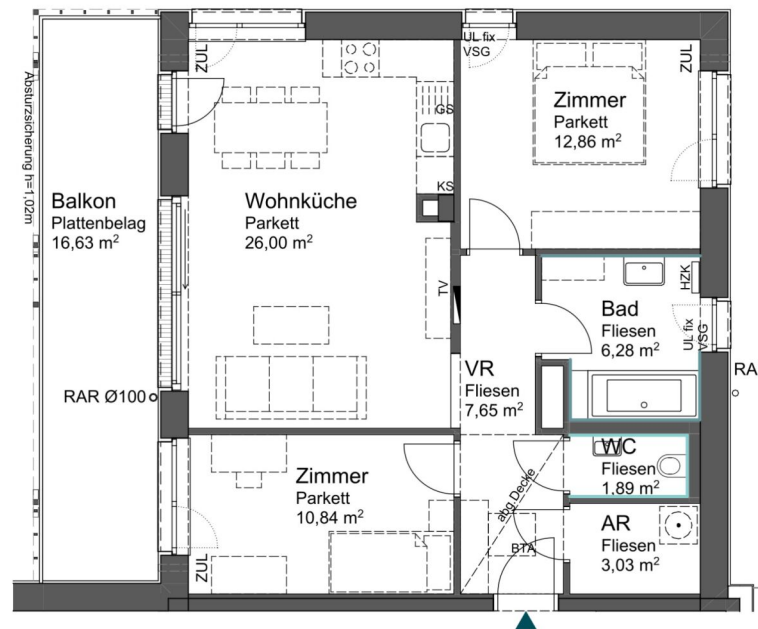 ZUL
UL fix
VSG
ZUL
Zimmer
Parkett
12,86 m²
GS
Absturzsicherung h=1,02m
Balkon
Plattenbelag
16,63 m²
Wohnküche
Parkett
26,00 m²
KS
TV
HZK
Bad
Fliesen
6,28 m²
UL fix
VSG
VR
Fliesen
7,65 m²
RAR Ø100
RA
WC
Fliesen
1,89 m²
Zimmer
Parkett
10,84 m²
abg.Decke
AR
Fliesen
3,03 m²
BTA
ZUL